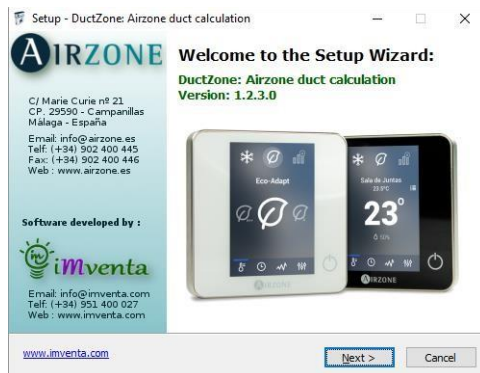 Setup - DuctZone: Airzone duct calculation
AIRZONE
C/ Marie Curie nº 21
CP. 29590 - Campanillas
Málaga - España
Email: info@airzone.es
Telf: (+34) 902 400 445
Fax: (+34) 902 400 446
Web : www.airzone.es
Software developed by :
iMventa
Email: info@imventa.com
Telf: (+34) 951 400 027
Web : www.imventa.com
Welcome to the Setup Wizard:
DuctZone: Airzone duct calculation
Version: 1.2.3.0
Eco-Adapt
AIRZONE
Sala de Juntas
23°
AIRZONE
www.imventa.com
Next >
Cancel